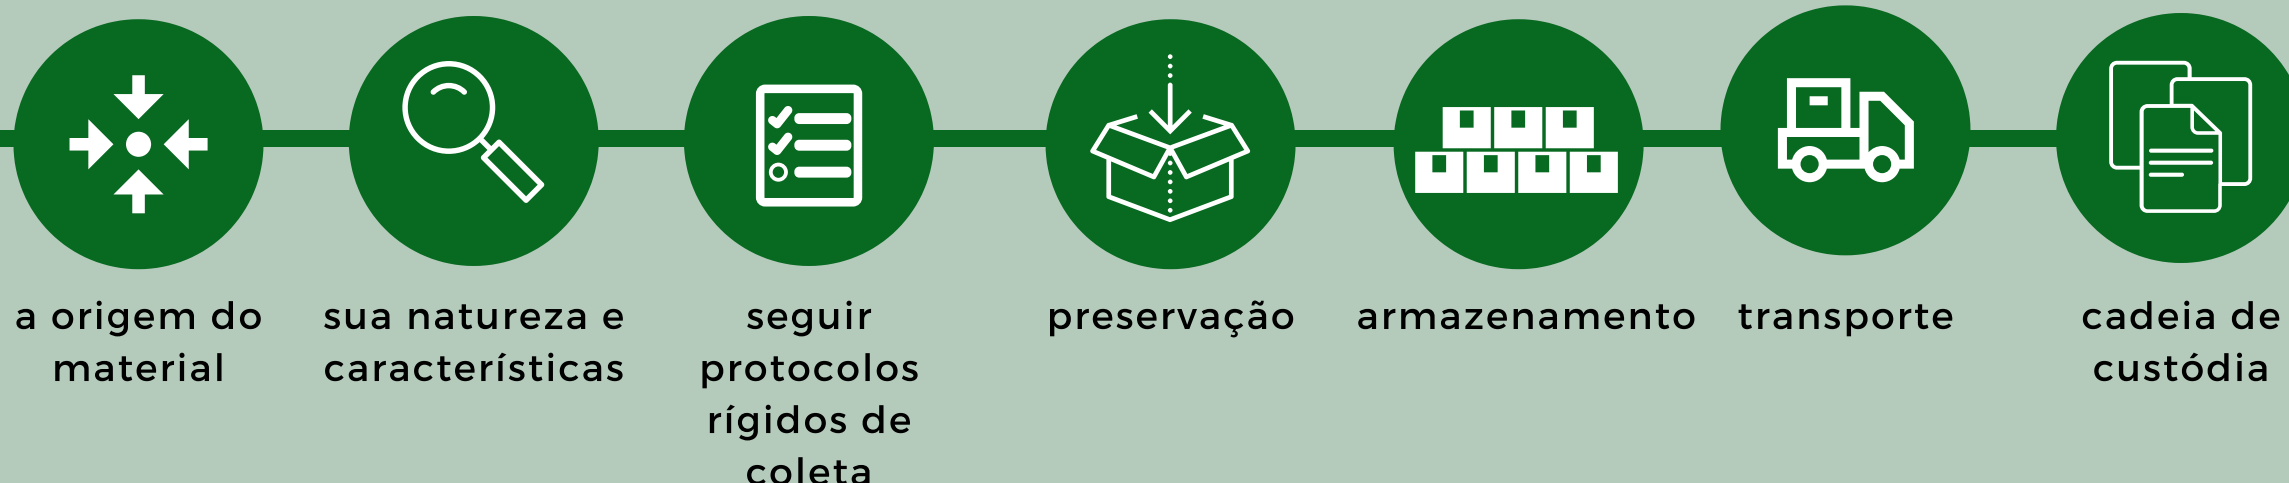 a origem do
material
sua natureza e
características
seguir
protocolos
rígidos de
coleta
preservação
armazenamento
transporte
cadeia de
custódia